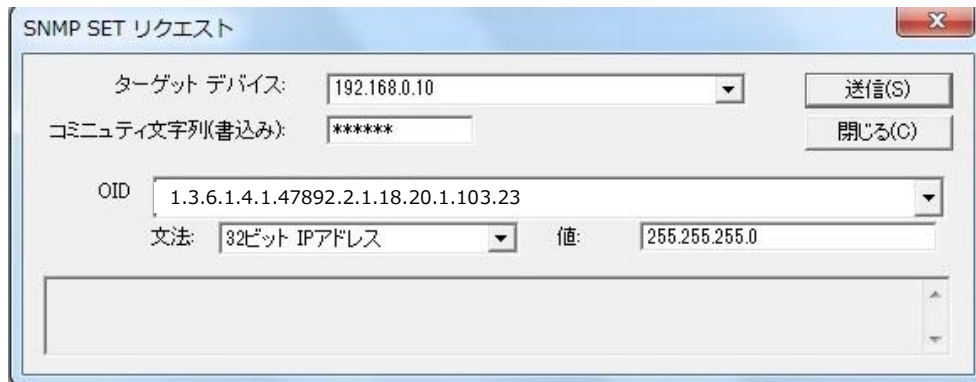 SNMP SET リクエスト
ターゲット デバイス: 192.168.0.10 送信(S)
コミニュティ文字列(書込み): ****** 閉じる(C)
OID 1.3.6.1.4.1.47892.2.1.18.20.1.103.23
文法: 32ビット IPアドレス 値: 255.255.255.0